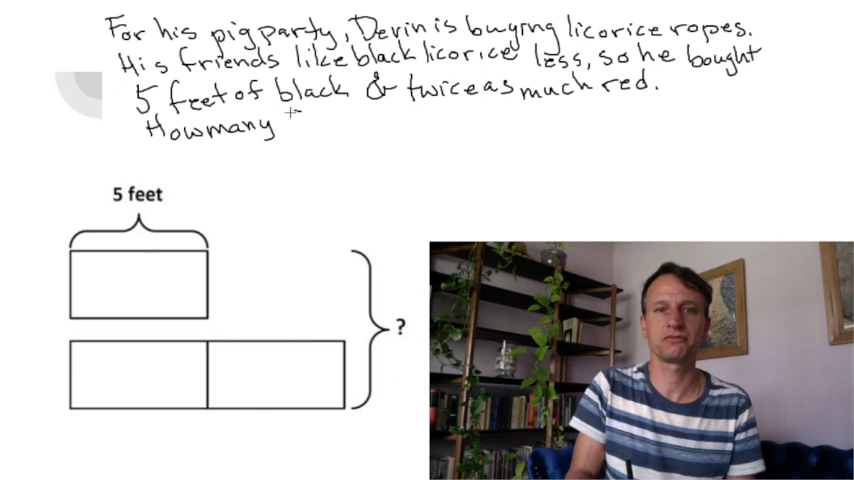 For his pig party, Devin is buying licorice ropes.
His friends like black licorice less, so he bought
5 feet of black & twice as much red.
How many
5 feet
?